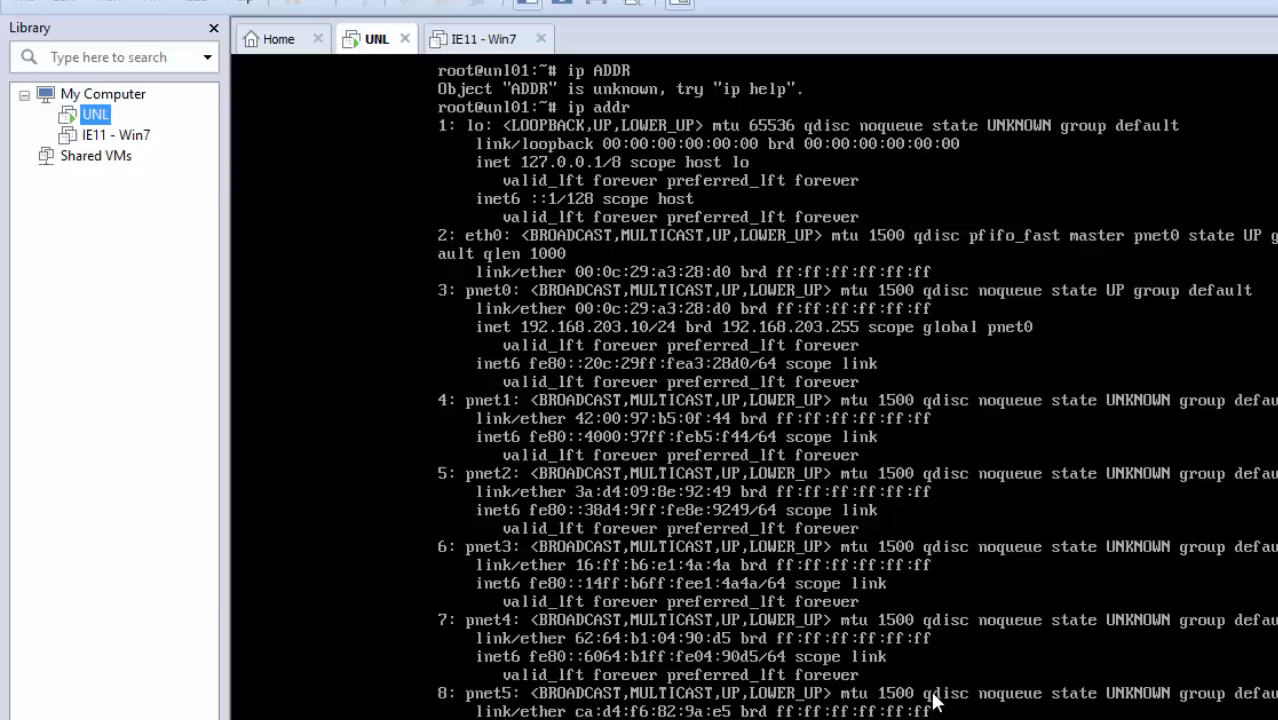 Library
Type here to search
My Computer
UNL
IE11 - Win7
Shared VMs
Home
UNL
IE11 - Win7
root@unl01:~# ip ADDR
Object "ADDR" is unknown, try "ip help".
root@unl01:~# ip addr
1: lo: <LOOPBACK,UP,LOWER_UP> mtu 65536 qdisc noqueue state UNKNOWN group default
link/loopback 00:00:00:00:00:00 brd 00:00:00:00:00:00
inet 127.0.0.1/8 scope host lo
valid_lft forever preferred_lft forever
inet6 ::1/128 scope host
valid_lft forever preferred_lft forever
2: eth0: <BROADCAST,MULTICAST,UP,LOWER_UP> mtu 1500 qdisc pfifo_fast master pnet0 state UP g
ault qlen 1000
link/ether 00:0c:29:a3:28:d0 brd ff:ff:ff:ff:ff:ff
3: pnet0: <BROADCAST,MULTICAST,UP,LOWER_UP> mtu 1500 qdisc noqueue state UP group default
link/ether 00:0c:29:a3:28:d0 brd ff:ff:ff:ff:ff:ff
inet 192.168.203.10/24 brd 192.168.203.255 scope global pnet0
valid_lft forever preferred_lft forever
inet6 fe80::20c:29ff:fea3:28d0/64 scope link
valid_lft forever preferred_lft forever
4: pnet1: <BROADCAST,MULTICAST,UP,LOWER_UP> mtu 1500 qdisc noqueue state UNKNOWN group defau
link/ether 42:00:97:b5:0f:44 brd ff:ff:ff:ff:ff:ff
inet6 fe80::4000:97ff:feb5:f44/64 scope link
valid_lft forever preferred_lft forever
5: pnet2: <BROADCAST,MULTICAST,UP,LOWER_UP> mtu 1500 qdisc noqueue state UNKNOWN group defau
link/ether 3a:d4:09:8e:92:49 brd ff:ff:ff:ff:ff:ff
inet6 fe80::38d4:9ff:fe8e:9249/64 scope link
valid_lft forever preferred_lft forever
6: pnet3: <BROADCAST,MULTICAST,UP,LOWER_UP> mtu 1500 qdisc noqueue state UNKNOWN group defau
link/ether 16:ff:b6:e1:4a:4a brd ff:ff:ff:ff:ff:ff
inet6 fe80::14ff:b6ff:fee1:4a4a/64 scope link
valid_lft forever preferred_lft forever
7: pnet4: <BROADCAST,MULTICAST,UP,LOWER_UP> mtu 1500 qdisc noqueue state UNKNOWN group defau
link/ether 62:64:b1:04:90:d5 brd ff:ff:ff:ff:ff:ff
inet6 fe80::6064:b1ff:fe04:90d5/64 scope link
valid_lft forever preferred_lft forever
8: pnet5: <BROADCAST,MULTICAST,UP,LOWER_UP> mtu 1500 qdisc noqueue state UNKNOWN group defau
link/ether ca:d4:f6:82:9a:e5 brd ff:ff:ff:ff:ff:ff